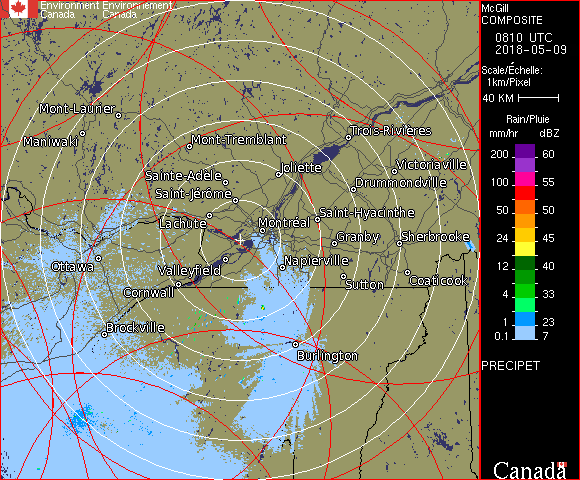 Environment Environnement
Canada Canada
McGill
COMPOSITE
0810 UTC
2018-05-09
Scale/Échelle:
1km/Pixel
40 KM
Rain/Pluie
mm/hr dBZ
200 60
100 55
50 50
24 45
12 40
4 33
1 23
0.1 7
PRECIPET
Canada
Mont-Laurier
Maniwaki
Mont-Tremblant
Trois-Rivières
Joliette
Victoriaville
Sainte-Adèle
Drummondville
Saint-Jérôme
Lachute
Saint-Hyacinthe
Montréal
Granby
Sherbrooke
Ottawa
Valleyfield
Napierville
Cornwall
Sutton
Coaticook
Brockville
Burlington